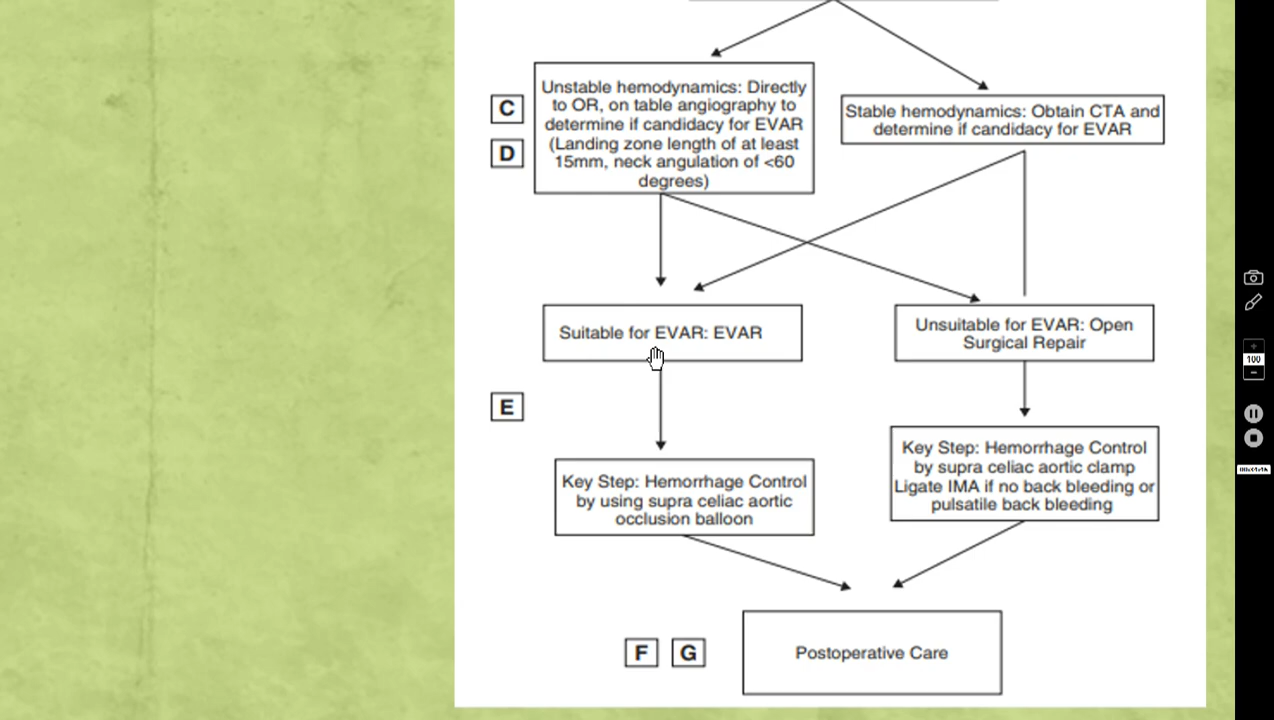 C
D
Unstable hemodynamics: Directly
to OR, on table angiography to
determine if candidacy for EVAR
(Landing zone length of at least
15mm, neck angulation of <60
degrees)
Stable hemodynamics: Obtain CTA and
determine if candidacy for EVAR
Suitable for EVAR: EVAR
Unsuitable for EVAR: Open
Surgical Repair
E
Key Step: Hemorrhage Control
by using supra celiac aortic
occlusion balloon
Key Step: Hemorrhage Control
by supra celiac aortic clamp
Ligate IMA if no back bleeding or
pulsatile back bleeding
F G
Postoperative Care
100